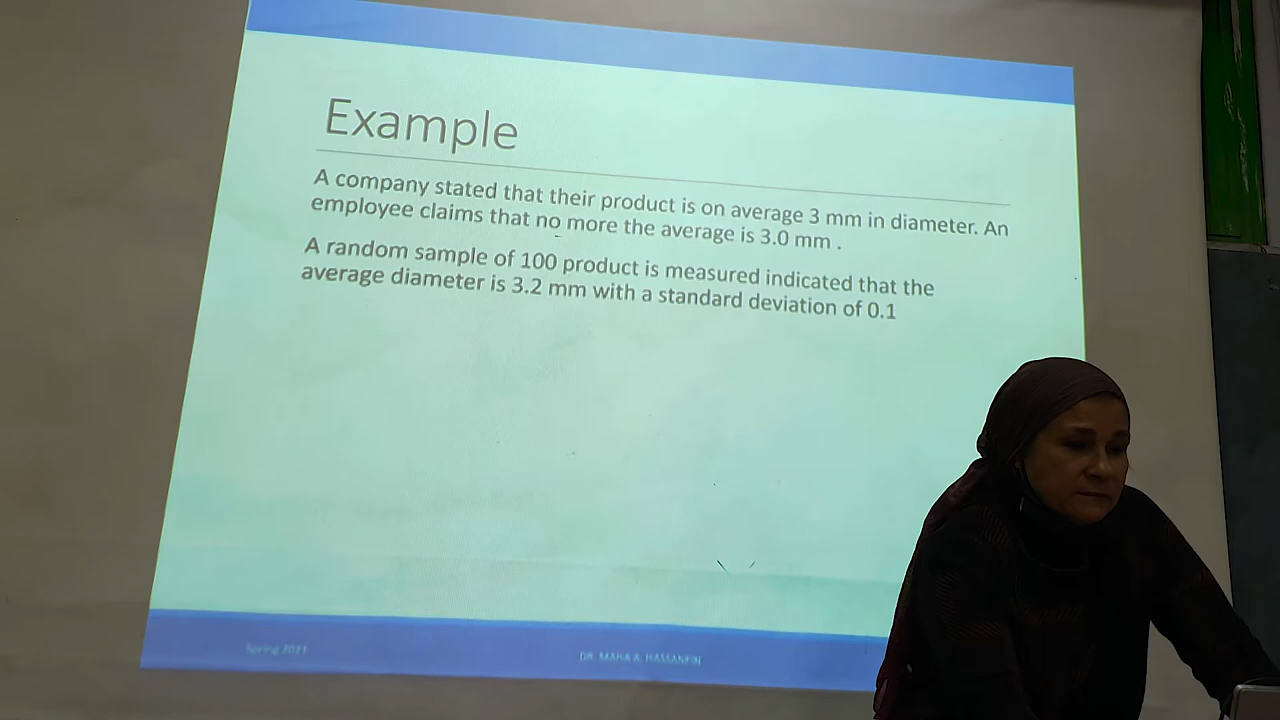 Example
A company stated that their product is on average 3 mm in diameter. An
employee claims that no more the average is 3.0 mm .
A random sample of 100 product is measured indicated that the
average diameter is 3.2 mm with a standard deviation of 0.1
Spring 2021
DR. MAHA A. HASSANEIN